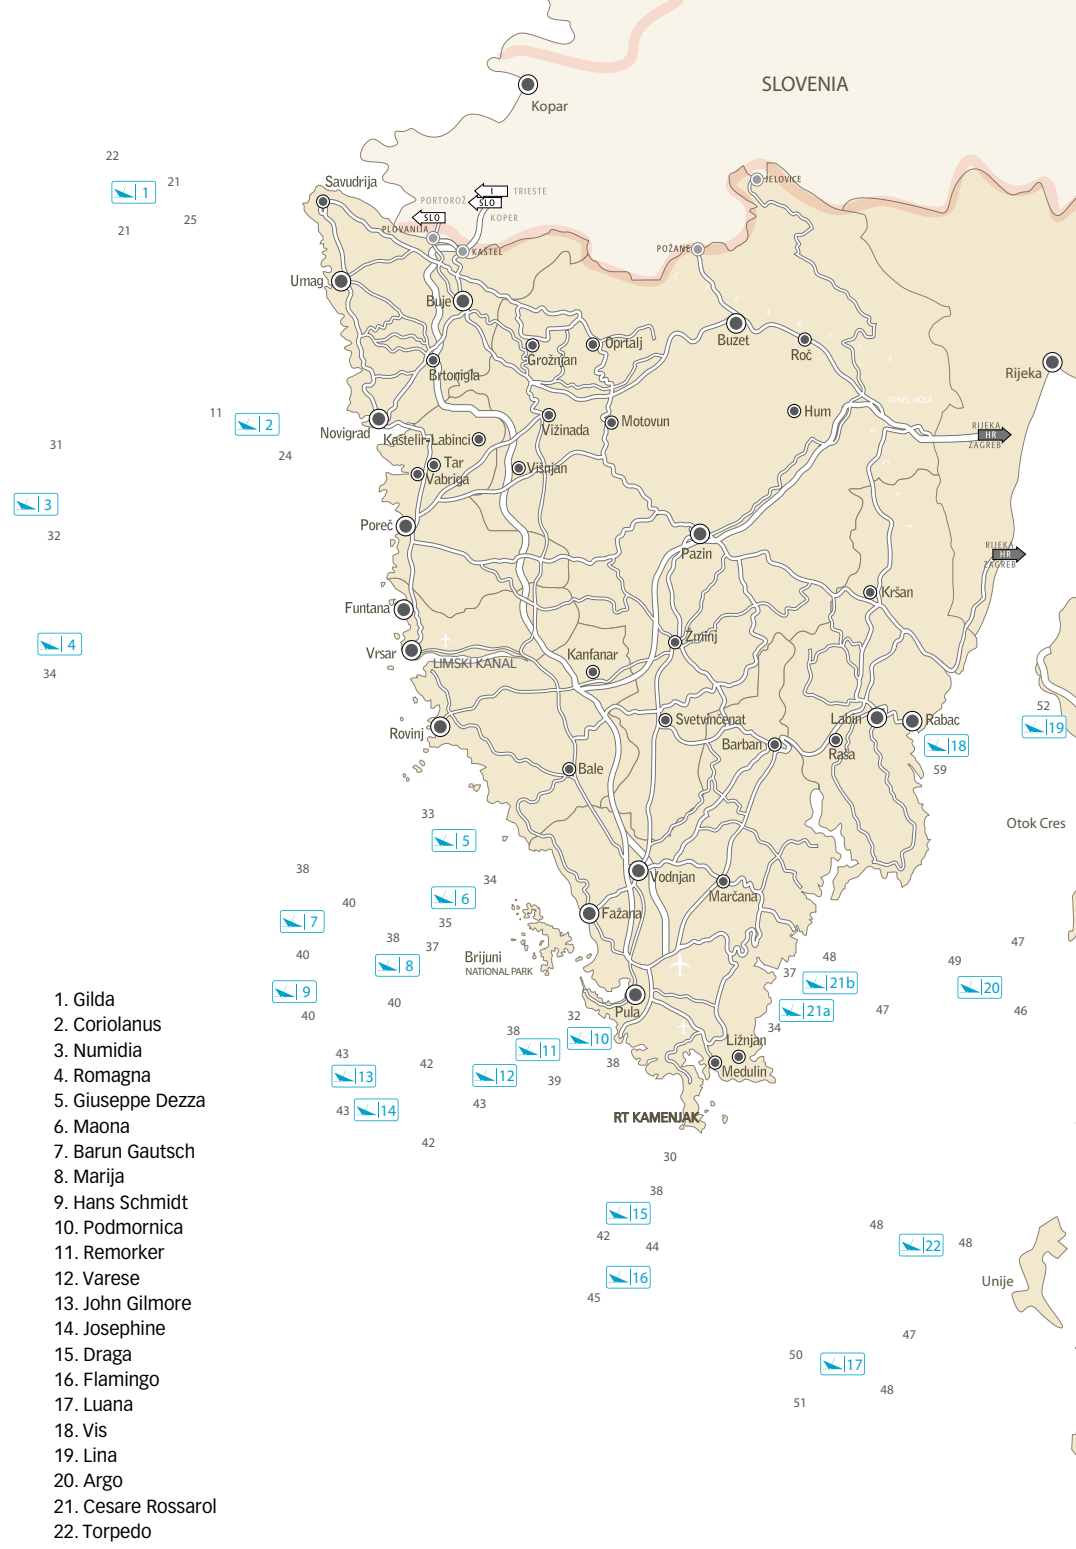 SLOVENIA
Kopar
22
1
21
25
21
Savudrija
I
TRIESTE
PORTOROŽ
SLO
SLO
KOPER
PLOVANIJA
KAŠTEL
JELOVICE
POŽANE
Umag
Buje
Buzet
Roč
Oprtalj
Grožnjan
Brtonigla
Rijeka
TUNEL UČKA
11
2
24
Novigrad
Kaštelir-Labinci
Vižinada
Motovun
Hum
RIJEKA
HR
ZAGREB
31
3
32
Tar
Vabriga
Višnjan
Poreč
Pazin
RIJEKA
HR
ZAGREB
Funtana
Kršan
4
34
Vrsar
LIMSKI KANAL
Kanfanar
Žminj
Rovinj
Svetvinčenat
Barban
Labin
Rabac
Raša
18
59
52
19
Bale
Otok Cres
33
5
34
6
35
38
40
7
38
37
40
8
9
40
40
Vodnjan
Marčana
Fažana
Brijuni
NATIONAL PARK
Pula
37
48
21b
21a
47
34
49
47
20
46
32
10
38
38
11
39
12
43
43
42
13
43
14
42
Ližnjan
Medulin
RT KAMENJAK
30
38
15
42
44
16
45
48
22
48
Unije
47
50
17
48
51
1. Gilda
2. Coriolanus
3. Numidia
4. Romagna
5. Giuseppe Dezza
6. Maona
7. Barun Gautsch
8. Marija
9. Hans Schmidt
10. Podmornica
11. Remorker
12. Varese
13. John Gilmore
14. Josephine
15. Draga
16. Flamingo
17. Luana
18. Vis
19. Lina
20. Argo
21. Cesare Rossarol
22. Torpedo